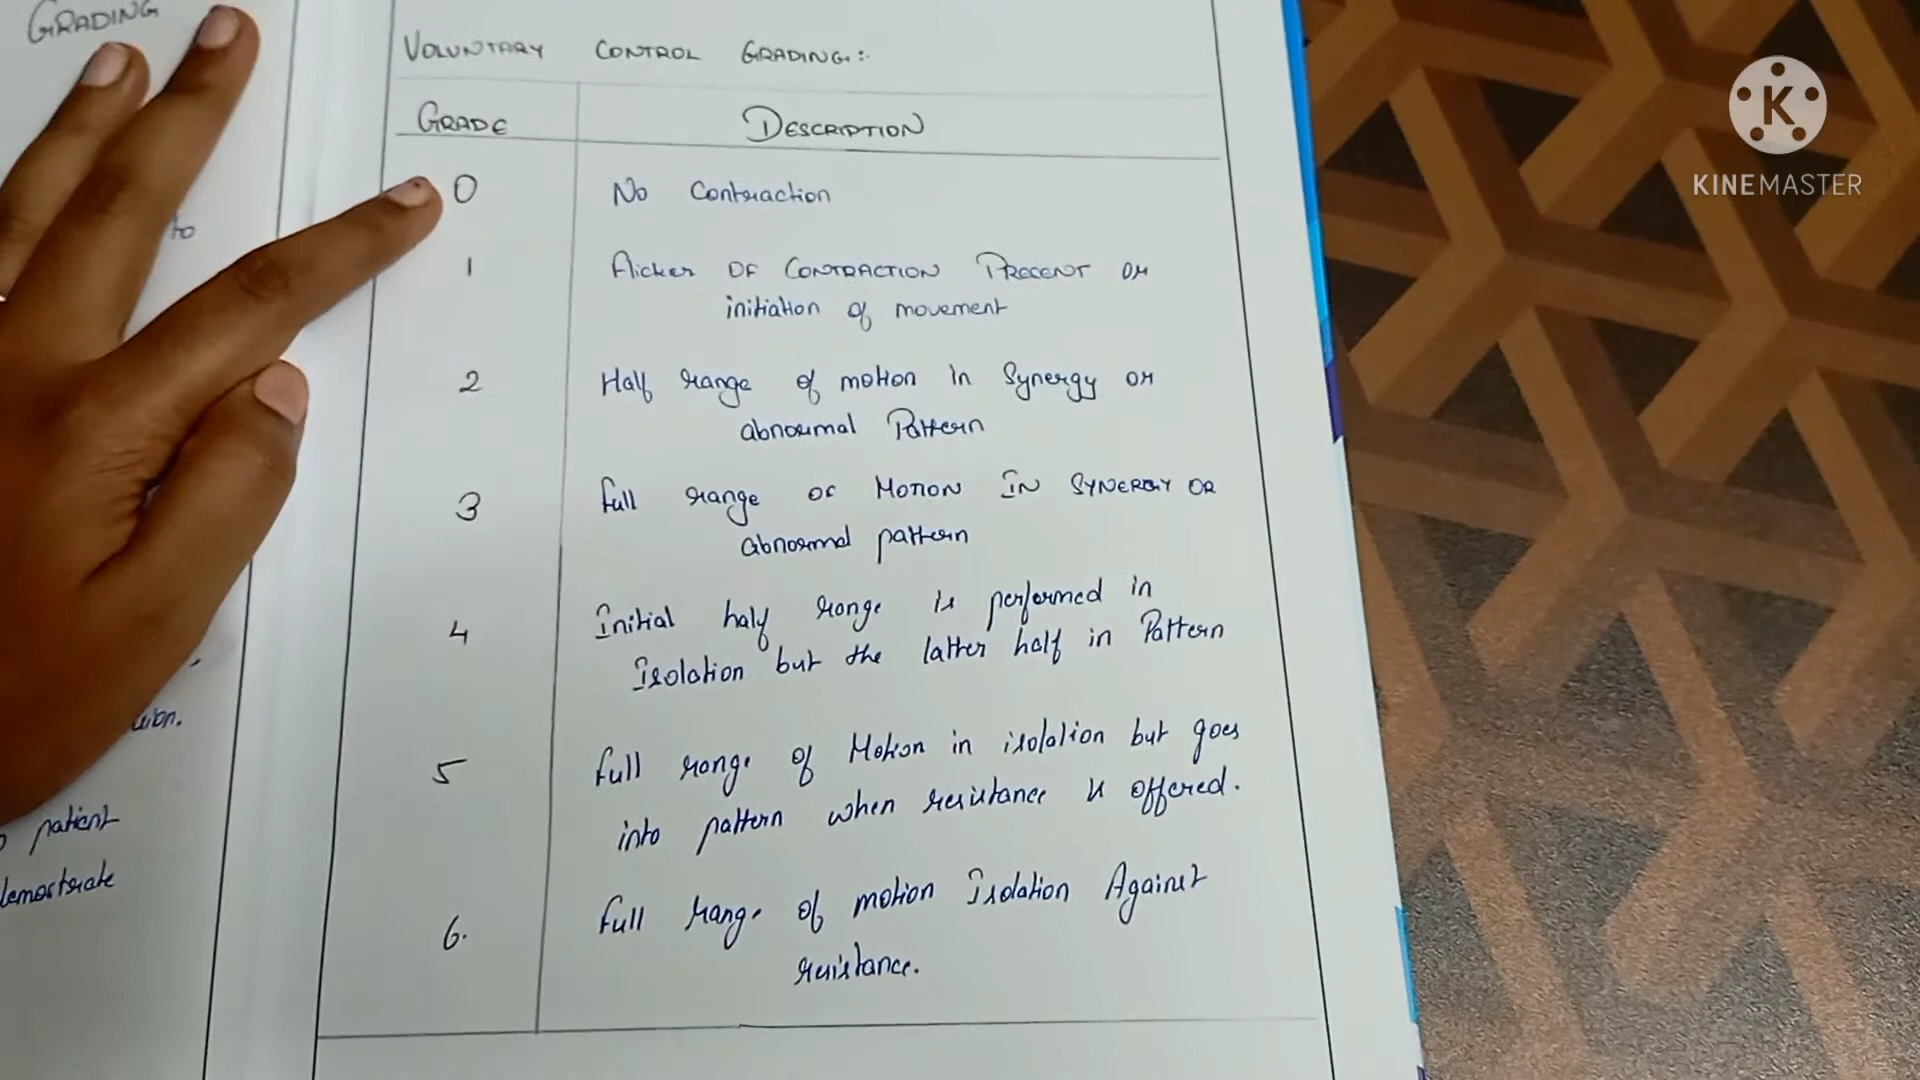 GRADING
to
sion.
patient
demostrate
VOLUNTARY CONTROL GRADING:-
GRADE DESCRIPTION
0 No Contraction
1 flicker OF CONTRACTION PRECENT or
initiation of movement
2 Half range of motion in Synergy or
abnormal Pattern
3 full range OF MOTION IN SYNERGY OR
abnormal pattern
4 Initial half range is performed in
Isolation but the latter half in Pattern
5 full range of Motion in isolation but goes
into pattern when resistance is offered.
6. full range of motion Isolation Against
resistance.
K
KINEMASTER